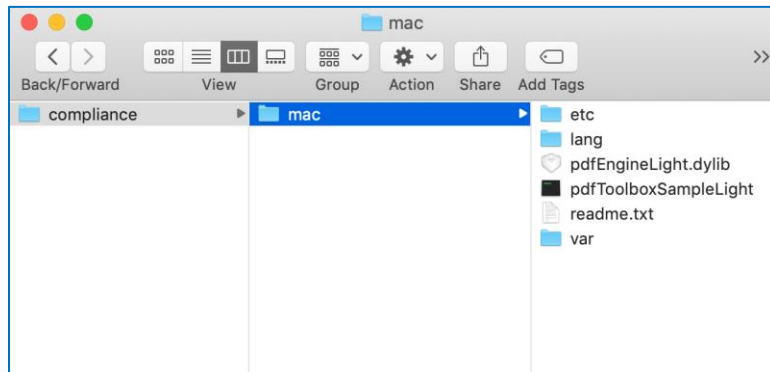 mac
Back/Forward View Group Action Share Add Tags
compliance
mac
etc
lang
pdfEngineLight.dylib
pdfToolboxSampleLight
readme.txt
var